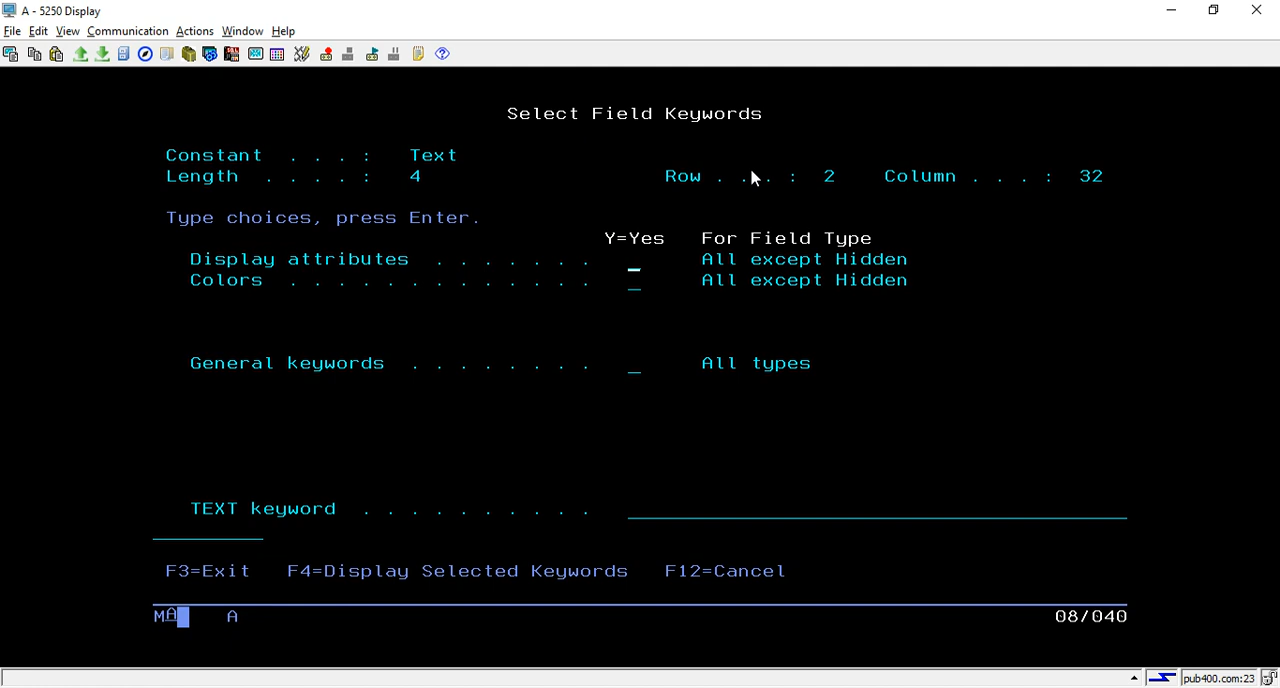 A - 5250 Display
File Edit View Communication Actions Window Help
Select Field Keywords
Constant . . . : Text
Length . . . . : 4 Row . . . : 2 Column . . . : 32
Type choices, press Enter.
Y=Yes For Field Type
Display attributes . . . . . . . _ All except Hidden
Colors . . . . . . . . . . . . . _ All except Hidden
General keywords . . . . . . . . _ All types
TEXT keyword . . . . . . . . . .
F3=Exit F4=Display Selected Keywords F12=Cancel
MA A 08/040
pub400.com:23